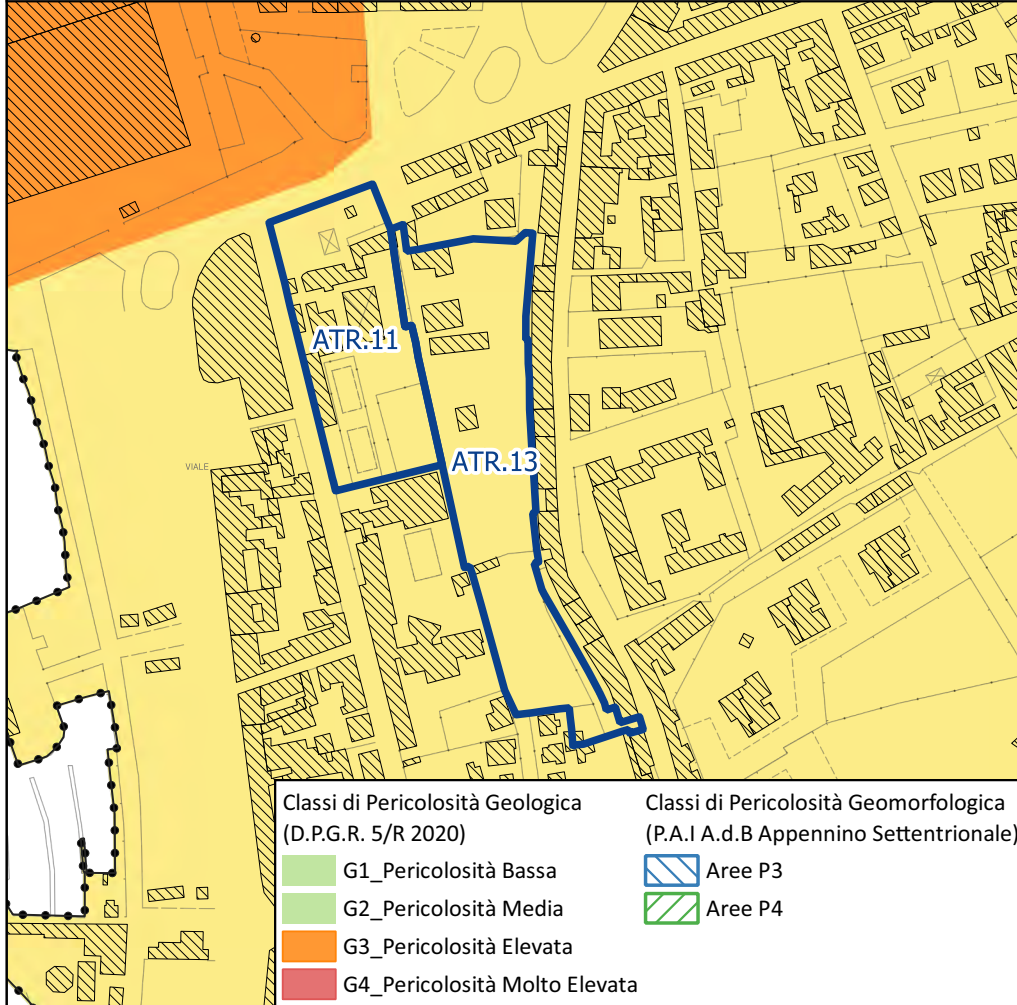 ATR.11
ATR.13
VIALE
Classi di Pericolosità Geologica
(D.P.G.R. 5/R 2020)
G1_Pericolosità Bassa
G2_Pericolosità Media
G3_Pericolosità Elevata
G4_Pericolosità Molto Elevata
Classi di Pericolosità Geomorfologica
(P.A.I A.d.B Appennino Settentrionale)
Aree P3
Aree P4